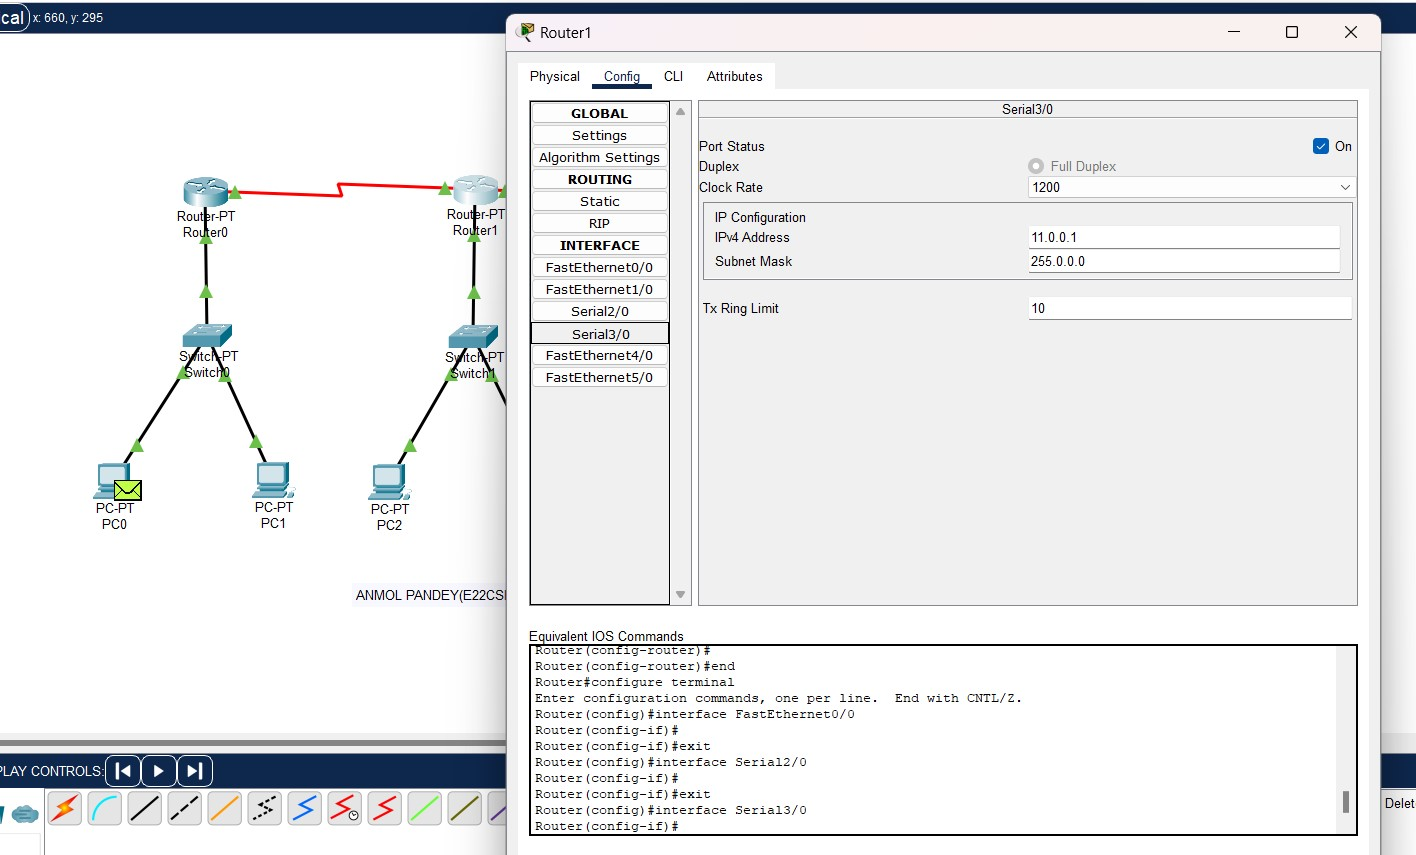 cal x: 660, y: 295
Router1
Physical Config CLI Attributes
GLOBAL
Settings
Algorithm Settings
ROUTING
Static
RIP
INTERFACE
FastEthernet0/0
FastEthernet1/0
Serial2/0
Serial3/0
FastEthernet4/0
FastEthernet5/0
Serial3/0
Port Status On
Duplex Full Duplex
Clock Rate 1200
IP Configuration
IPv4 Address 11.0.0.1
Subnet Mask 255.0.0.0
Tx Ring Limit 10
Router-PT
Router0
Router-PT
Router1
Switch-PT
Switch0
Switch-PT
Switch1
PC-PT
PC0
PC-PT
PC1
PC-PT
PC2
ANMOL PANDEY(E22CS
Equivalent IOS Commands
Router(config-router)#
Router(config-router)#end
Router#configure terminal
Enter configuration commands, one per line. End with CNTL/Z.
Router(config)#interface FastEthernet0/0
Router(config-if)#
Router(config-if)#exit
Router(config)#interface Serial2/0
Router(config-if)#
Router(config-if)#exit
Router(config)#interface Serial3/0
Router(config-if)#
PLAY CONTROLS:
Delet